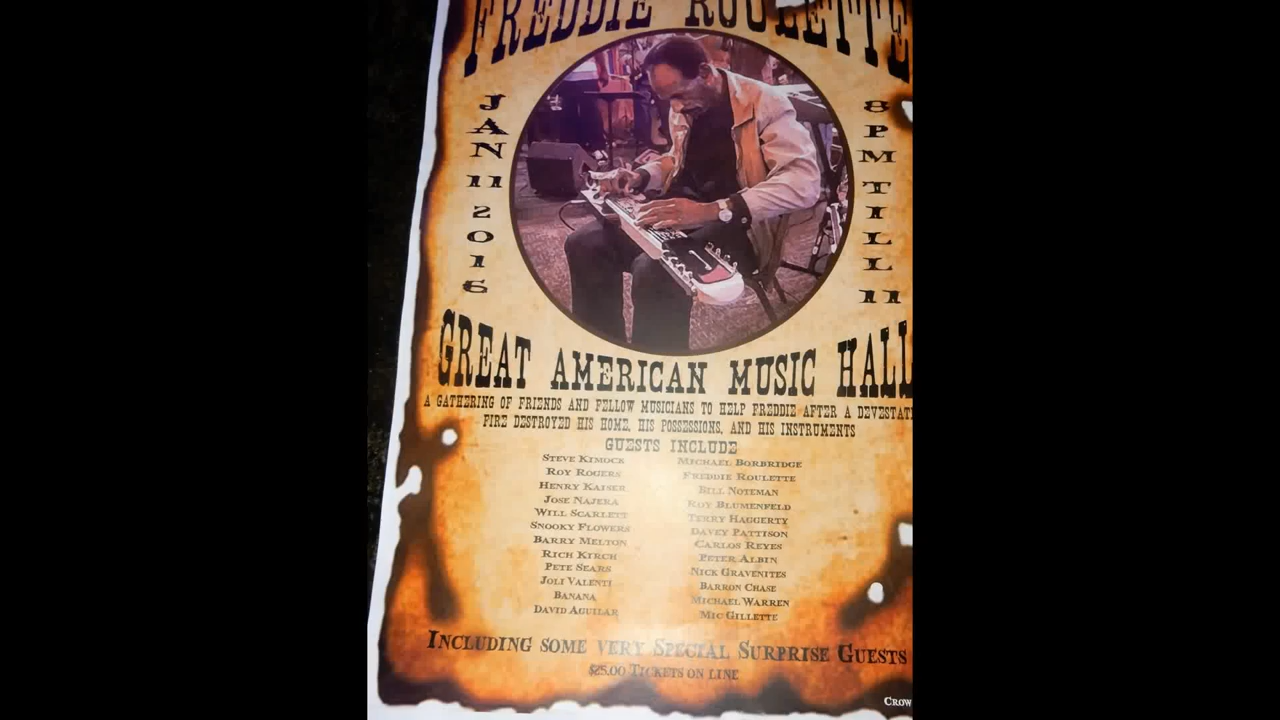 FREDDIE ROULETTE
JAN 11 2016
8PM TILL 11
GREAT AMERICAN MUSIC HALL
A GATHERING OF FRIENDS AND FELLOW MUSICIANS TO HELP FREDDIE AFTER A DEVESTAT
FIRE DESTROYED HIS HOME, HIS POSSESSIONS, AND HIS INSTRUMENTS
GUESTS INCLUDE
STEVE KIMOCK
ROY ROGERS
HENRY KAISER
JOSE NAJERA
WILL SCARLETT
SNOOKY FLOWERS
BARRY MELTON
RICH KIRCH
PETE SEARS
JOLI VALENTI
BANANA
DAVID AGUILAR
MICHAEL BORBRIDGE
FREDDIE ROULETTE
BILL NOTEMAN
ROY BLUMENFELD
TERRY HAGGERTY
DAVEY PATTISON
CARLOS REYES
PETER ALBIN
NICK GRAVENITES
BARRON CHASE
MICHAEL WARREN
MIC GILLETTE
INCLUDING SOME VERY SPECIAL SURPRISE GUESTS
$25.00 TICKETS ON LINE
CROW